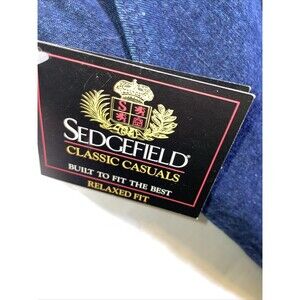 S
SEDGEFIELD®
CLASSIC CASUALS
BUILT TO FIT THE BEST
RELAXED FIT